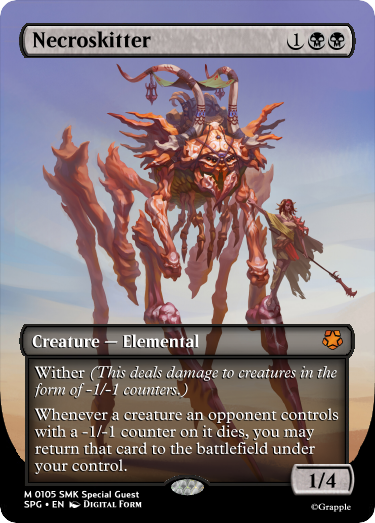 Necroskitter 1
Creature — Elemental
Wither (This deals damage to creatures in the
form of -1/-1 counters.)
Whenever a creature an opponent controls
with a -1/-1 counter on it dies, you may
return that card to the battlefield under
your control.
1/4
M 0105 SMK Special Guest
SPG • EN Digital Form
©Grapple